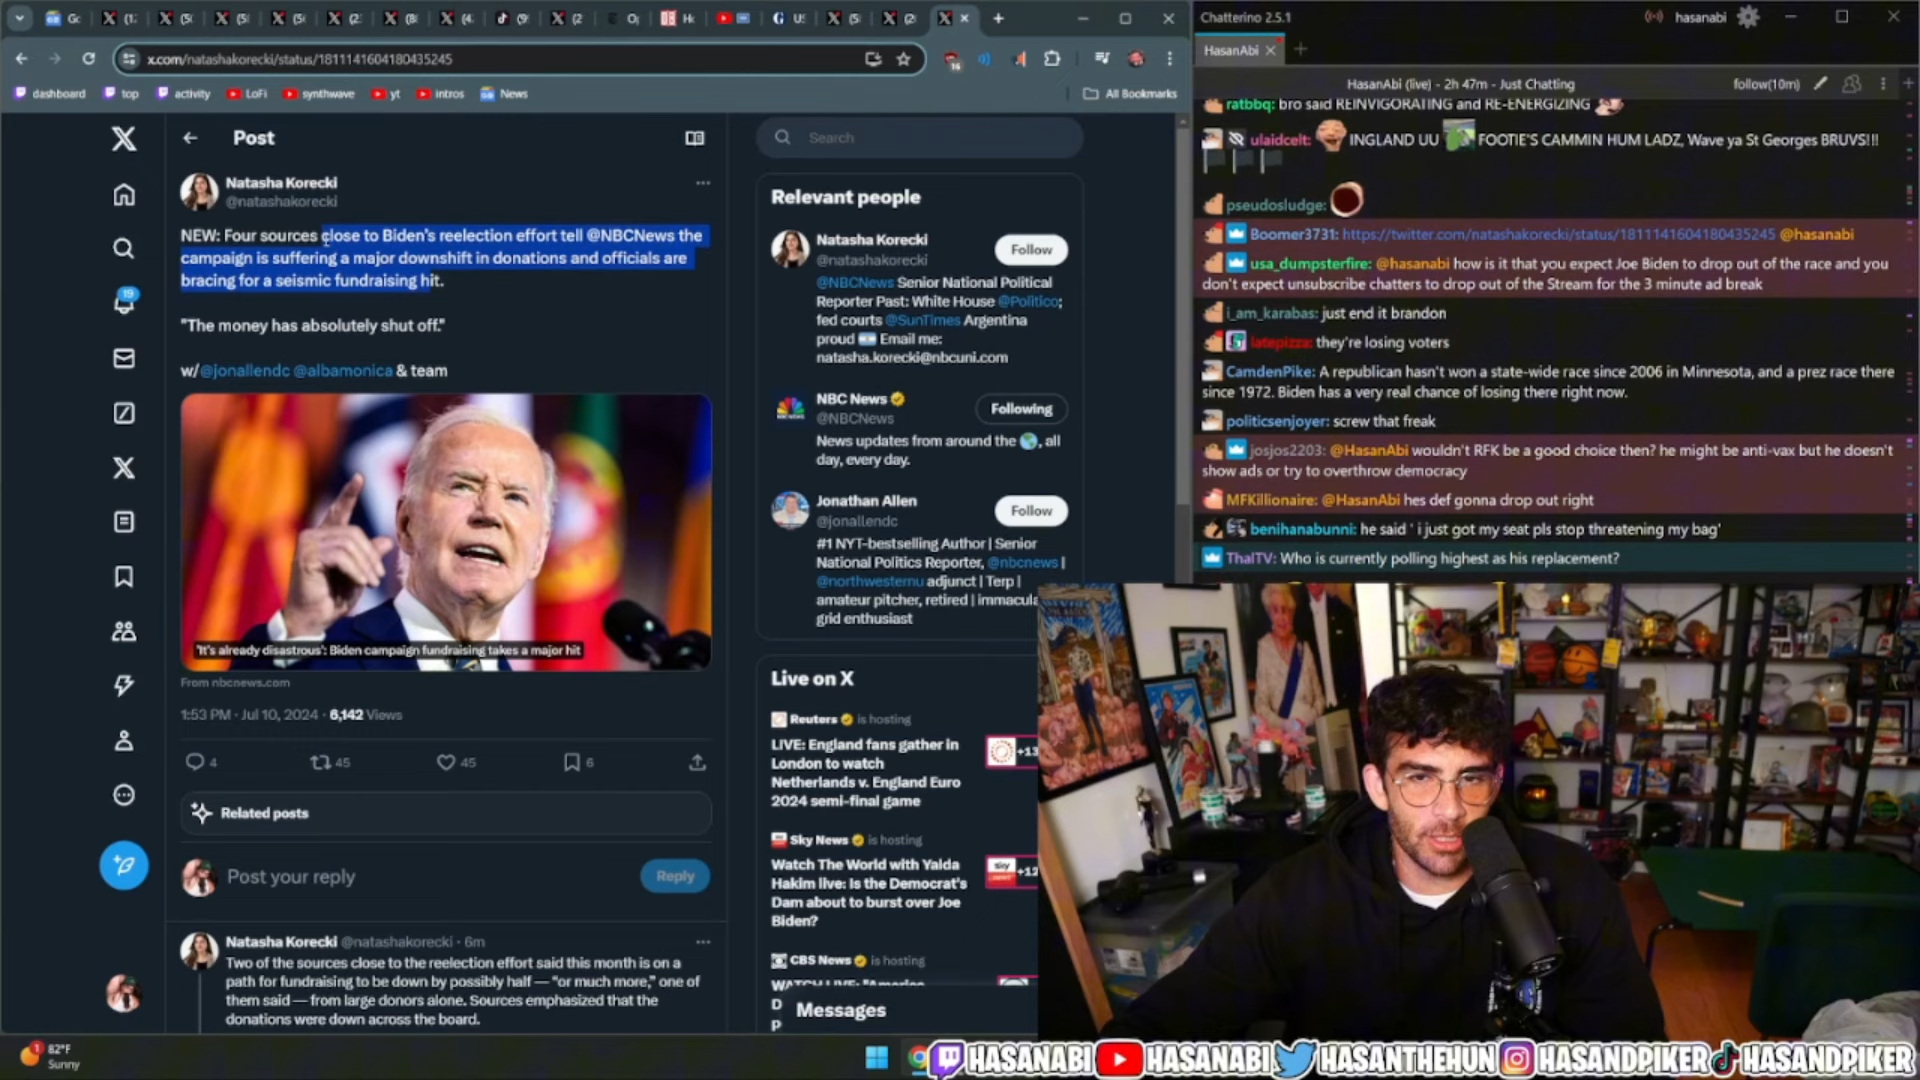 x.com/natashakorecki/status/1811141604180435245
dashboard
top
activity
LoFi
synthwave
yt
intros
News
All Bookmarks
Post
Natasha Korecki
@natashakorecki
NEW: Four sources close to Biden's reelection effort tell @NBCNews the
campaign is suffering a major downshift in donations and officials are
bracing for a seismic fundraising hit.
"The money has absolutely shut off."
w/@jonallendc @albamonica & team
'It's already disastrous': Biden campaign fundraising takes a major hit
From nbcnews.com
1:53 PM · Jul 10, 2024 · 6,142 Views
4
45
45
6
Related posts
Post your reply
Reply
Natasha Korecki @natashakorecki · 6m
Two of the sources close to the reelection effort said this month is on a
path for fundraising to be down by possibly half — "or much more," one of
them said — from large donors alone. Sources emphasized that the
donations were down across the board.
19
Search
Relevant people
Natasha Korecki
@natashakorecki
Follow
@NBCNews Senior National Political
Reporter Past: White House @Politico;
fed courts @SunTimes Argentina
proud Email me:
natasha.korecki@nbcuni.com
NBC News
@NBCNews
Following
News updates from around the 🌎, all
day, every day.
Jonathan Allen
@jonallendc
Follow
#1 NYT-bestselling Author | Senior
National Politics Reporter, @nbcnews |
@northwesternu adjunct | Terp |
amateur pitcher, retired | immacula
grid enthusiast
Live on X
Reuters is hosting
LIVE: England fans gather in
London to watch
Netherlands v. England Euro
2024 semi-final game
Sky News is hosting
Watch The World with Yalda
Hakim live: Is the Democrat's
Dam about to burst over Joe
Biden?
CBS News is hosting
Messages
82°F
Sunny
Chatterino 2.5.1
hasanabi
HasanAbi
HasanAbi (live) - 2h 47m - Just Chatting
follow(10m)
ratbbq: bro said REINVIGORATING and RE-ENERGIZING
ulaidcelt: INGLAND UU FOOTIE'S CAMMIN HUM LADZ, Wave ya St Georges BRUVS!!!
pseudosludge:
Boomer3731: https://twitter.com/natashakorecki/status/1811141604180435245 @hasanabi
usa_dumpsterfire: @hasanabi how is it that you expect Joe Biden to drop out of the race and you
don't expect unsubscribe chatters to drop out of the Stream for the 3 minute ad break
i_am_karabas: just end it brandon
latepizza: they're losing voters
CamdenPike: A republican hasn't won a state-wide race since 2006 in Minnesota, and a prez race there
since 1972. Biden has a very real chance of losing there right now.
politicsenjoyer: screw that freak
josjos2203: @HasanAbi wouldn't RFK be a good choice then? he might be anti-vax but he doesn't
show ads or try to overthrow democracy
MFKillionaire: @HasanAbi hes def gonna drop out right
benihanabunni: he said ' i just got my seat pls stop threatening my bag'
ThalTV: Who is currently polling highest as his replacement?
HASANABI HASANABI HASANTHEHUN HASANDPIKER HASANDPIKER